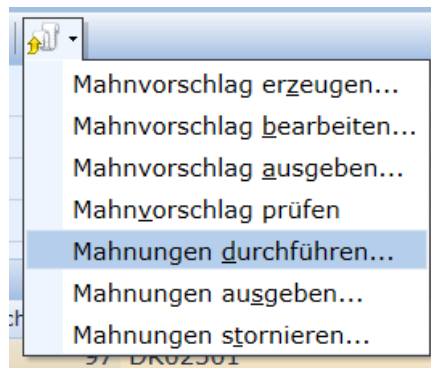 Mahnvorschlag erzeugen...
Mahnvorschlag bearbeiten...
Mahnvorschlag ausgeben...
Mahnvorschlag prüfen
Mahnungen durchführen...
Mahnungen ausgeben...
Mahnungen stornieren...